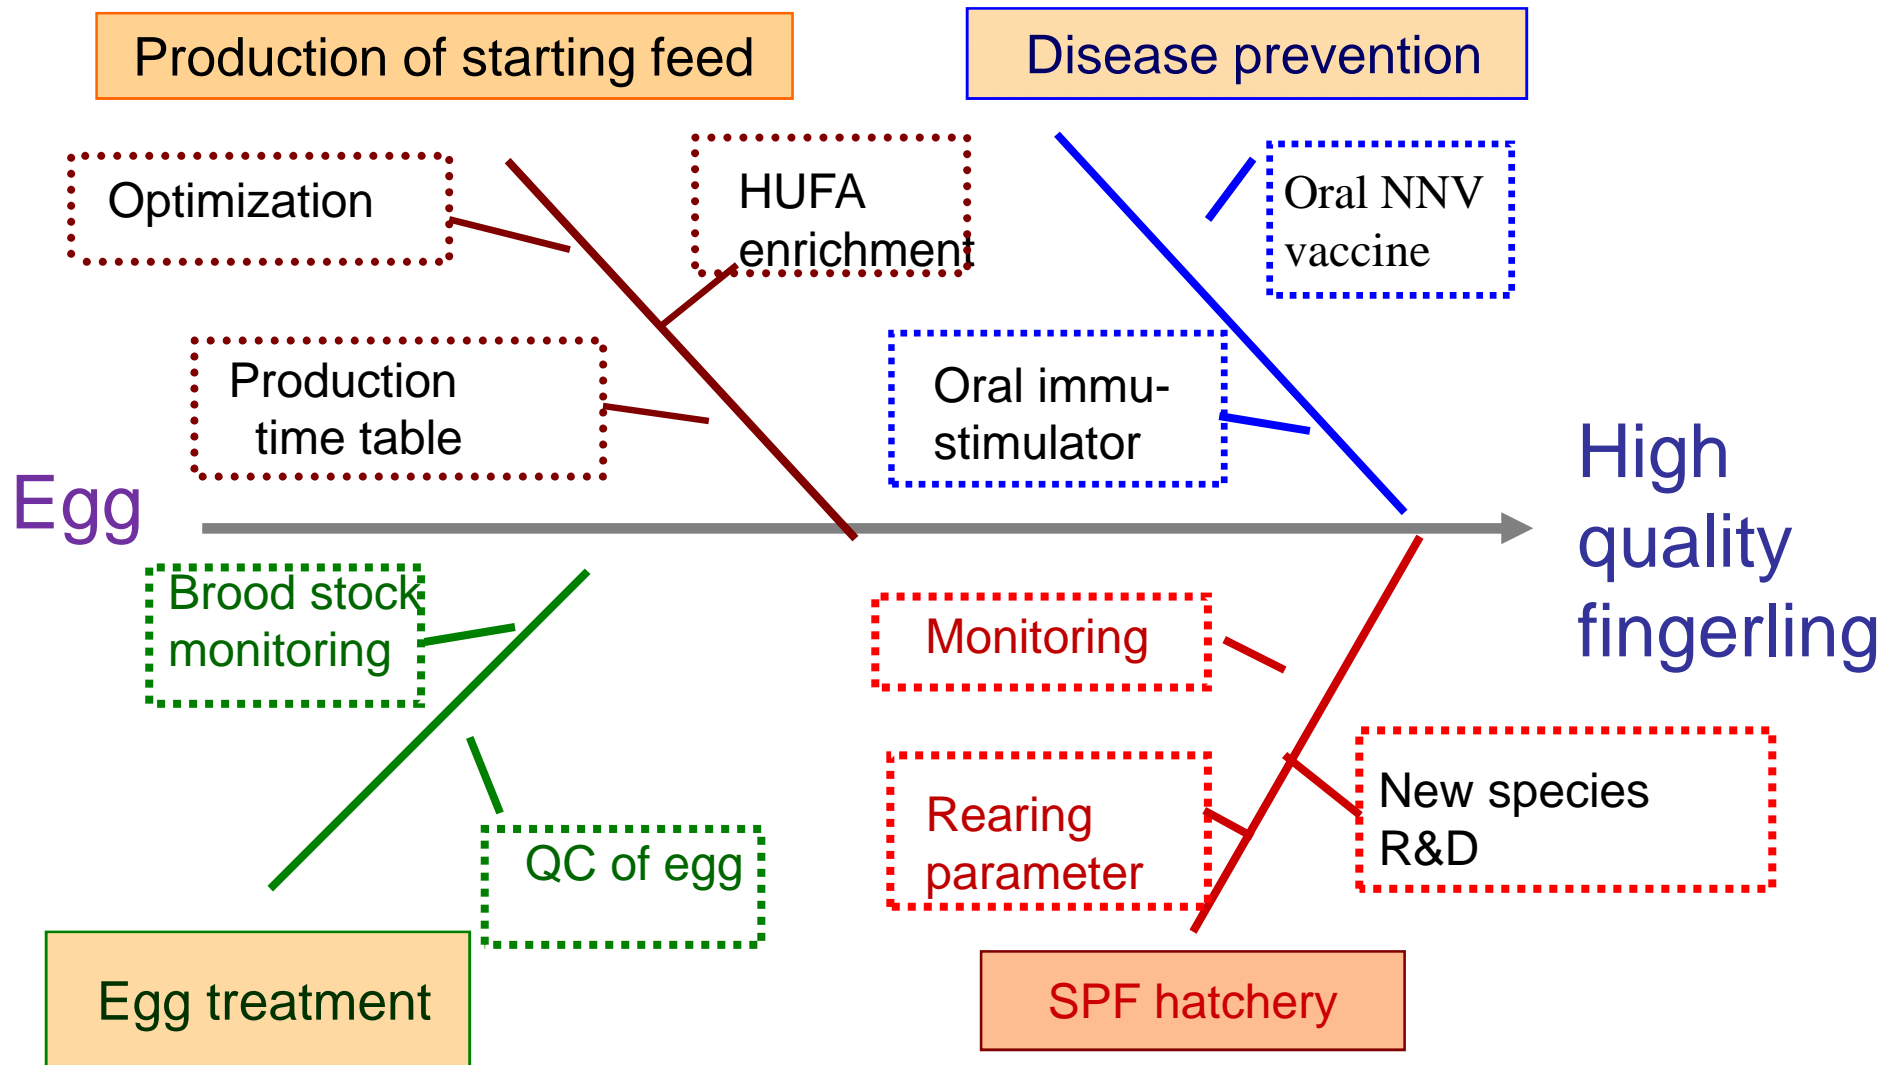 Production of starting feed
Disease prevention
Optimization
HUFA
enrichment
Oral NNV
vaccine
Production
time table
Oral immu-
stimulator
Egg
High
quality
fingerling
Brood stock
monitoring
Monitoring
QC of egg
Rearing
parameter
New species
R&D
Egg treatment
SPF hatchery